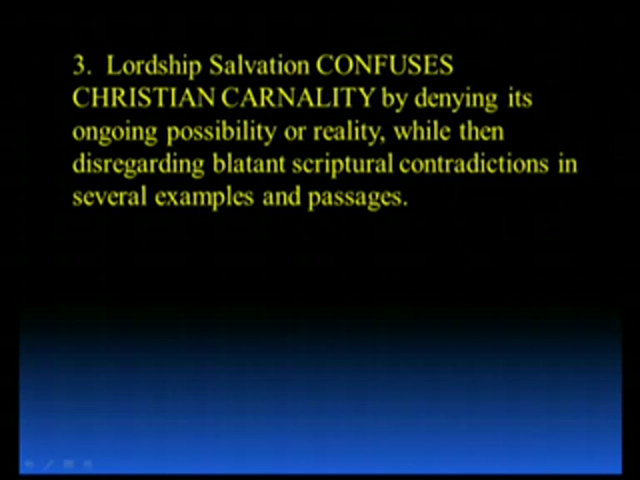 3. Lordship Salvation CONFUSES
CHRISTIAN CARNALITY by denying its
ongoing possibility or reality, while then
disregarding blatant scriptural contradictions in
several examples and passages.